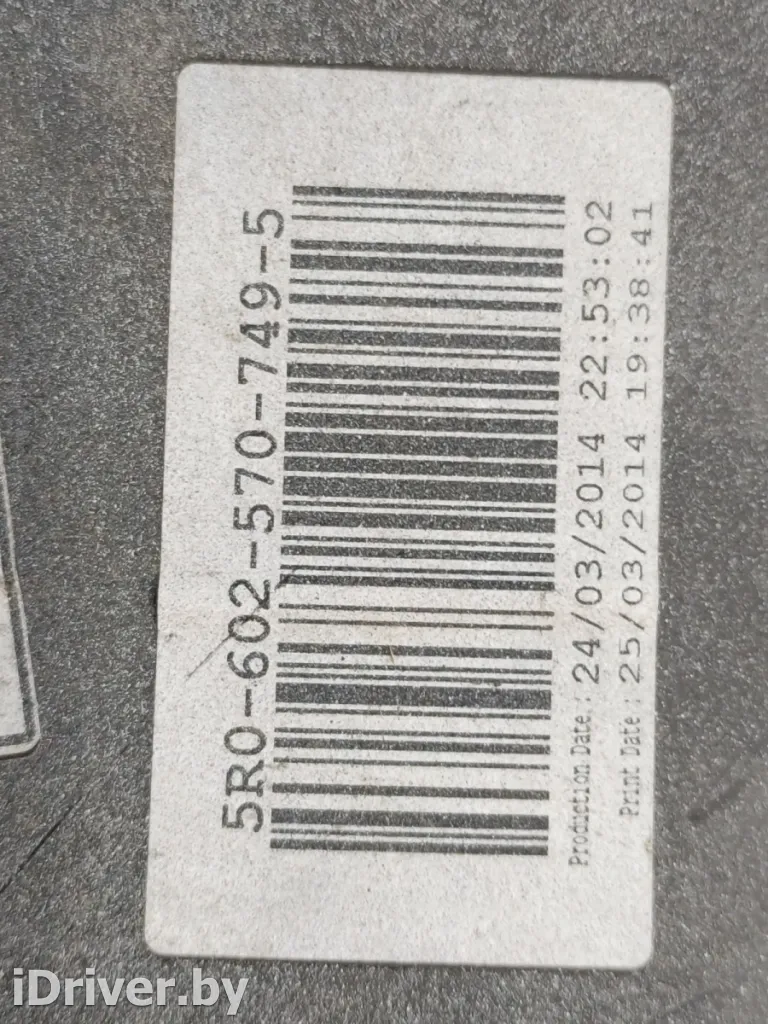 5R0-602-570-749-5
Production Date : 24/03/2014 22:53:02
Print Date : 25/03/2014 19:38:41
iDriver.by